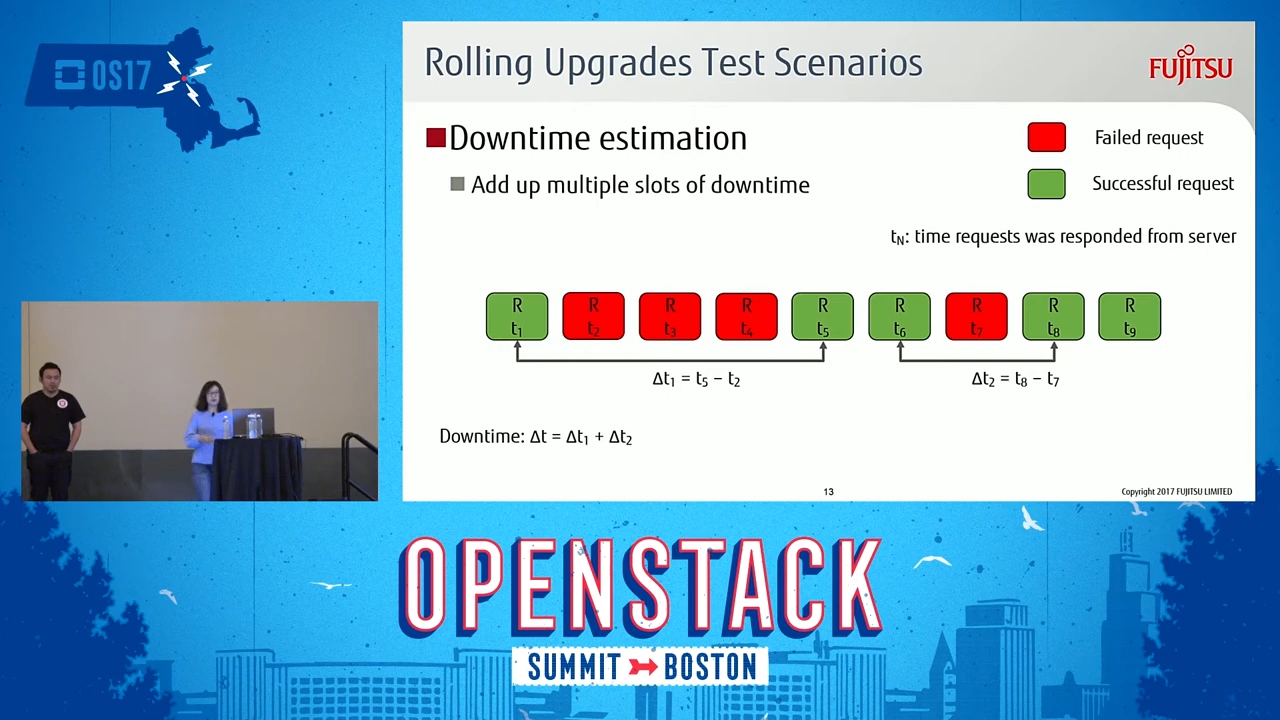 OS17
Rolling Upgrades Test Scenarios
FUJITSU
Downtime estimation
Add up multiple slots of downtime
Failed request
Successful request
tN: time requests was responded from server
R R R R R R R R R
t1 t2 t3 t4 t5 t6 t7 t8 t9
Δt1 = t5 − t2
Δt2 = t8 − t7
Downtime: Δt = Δt1 + Δt2
13
Copyright 2017 FUJITSU LIMITED
OPENSTACK
SUMMIT BOSTON